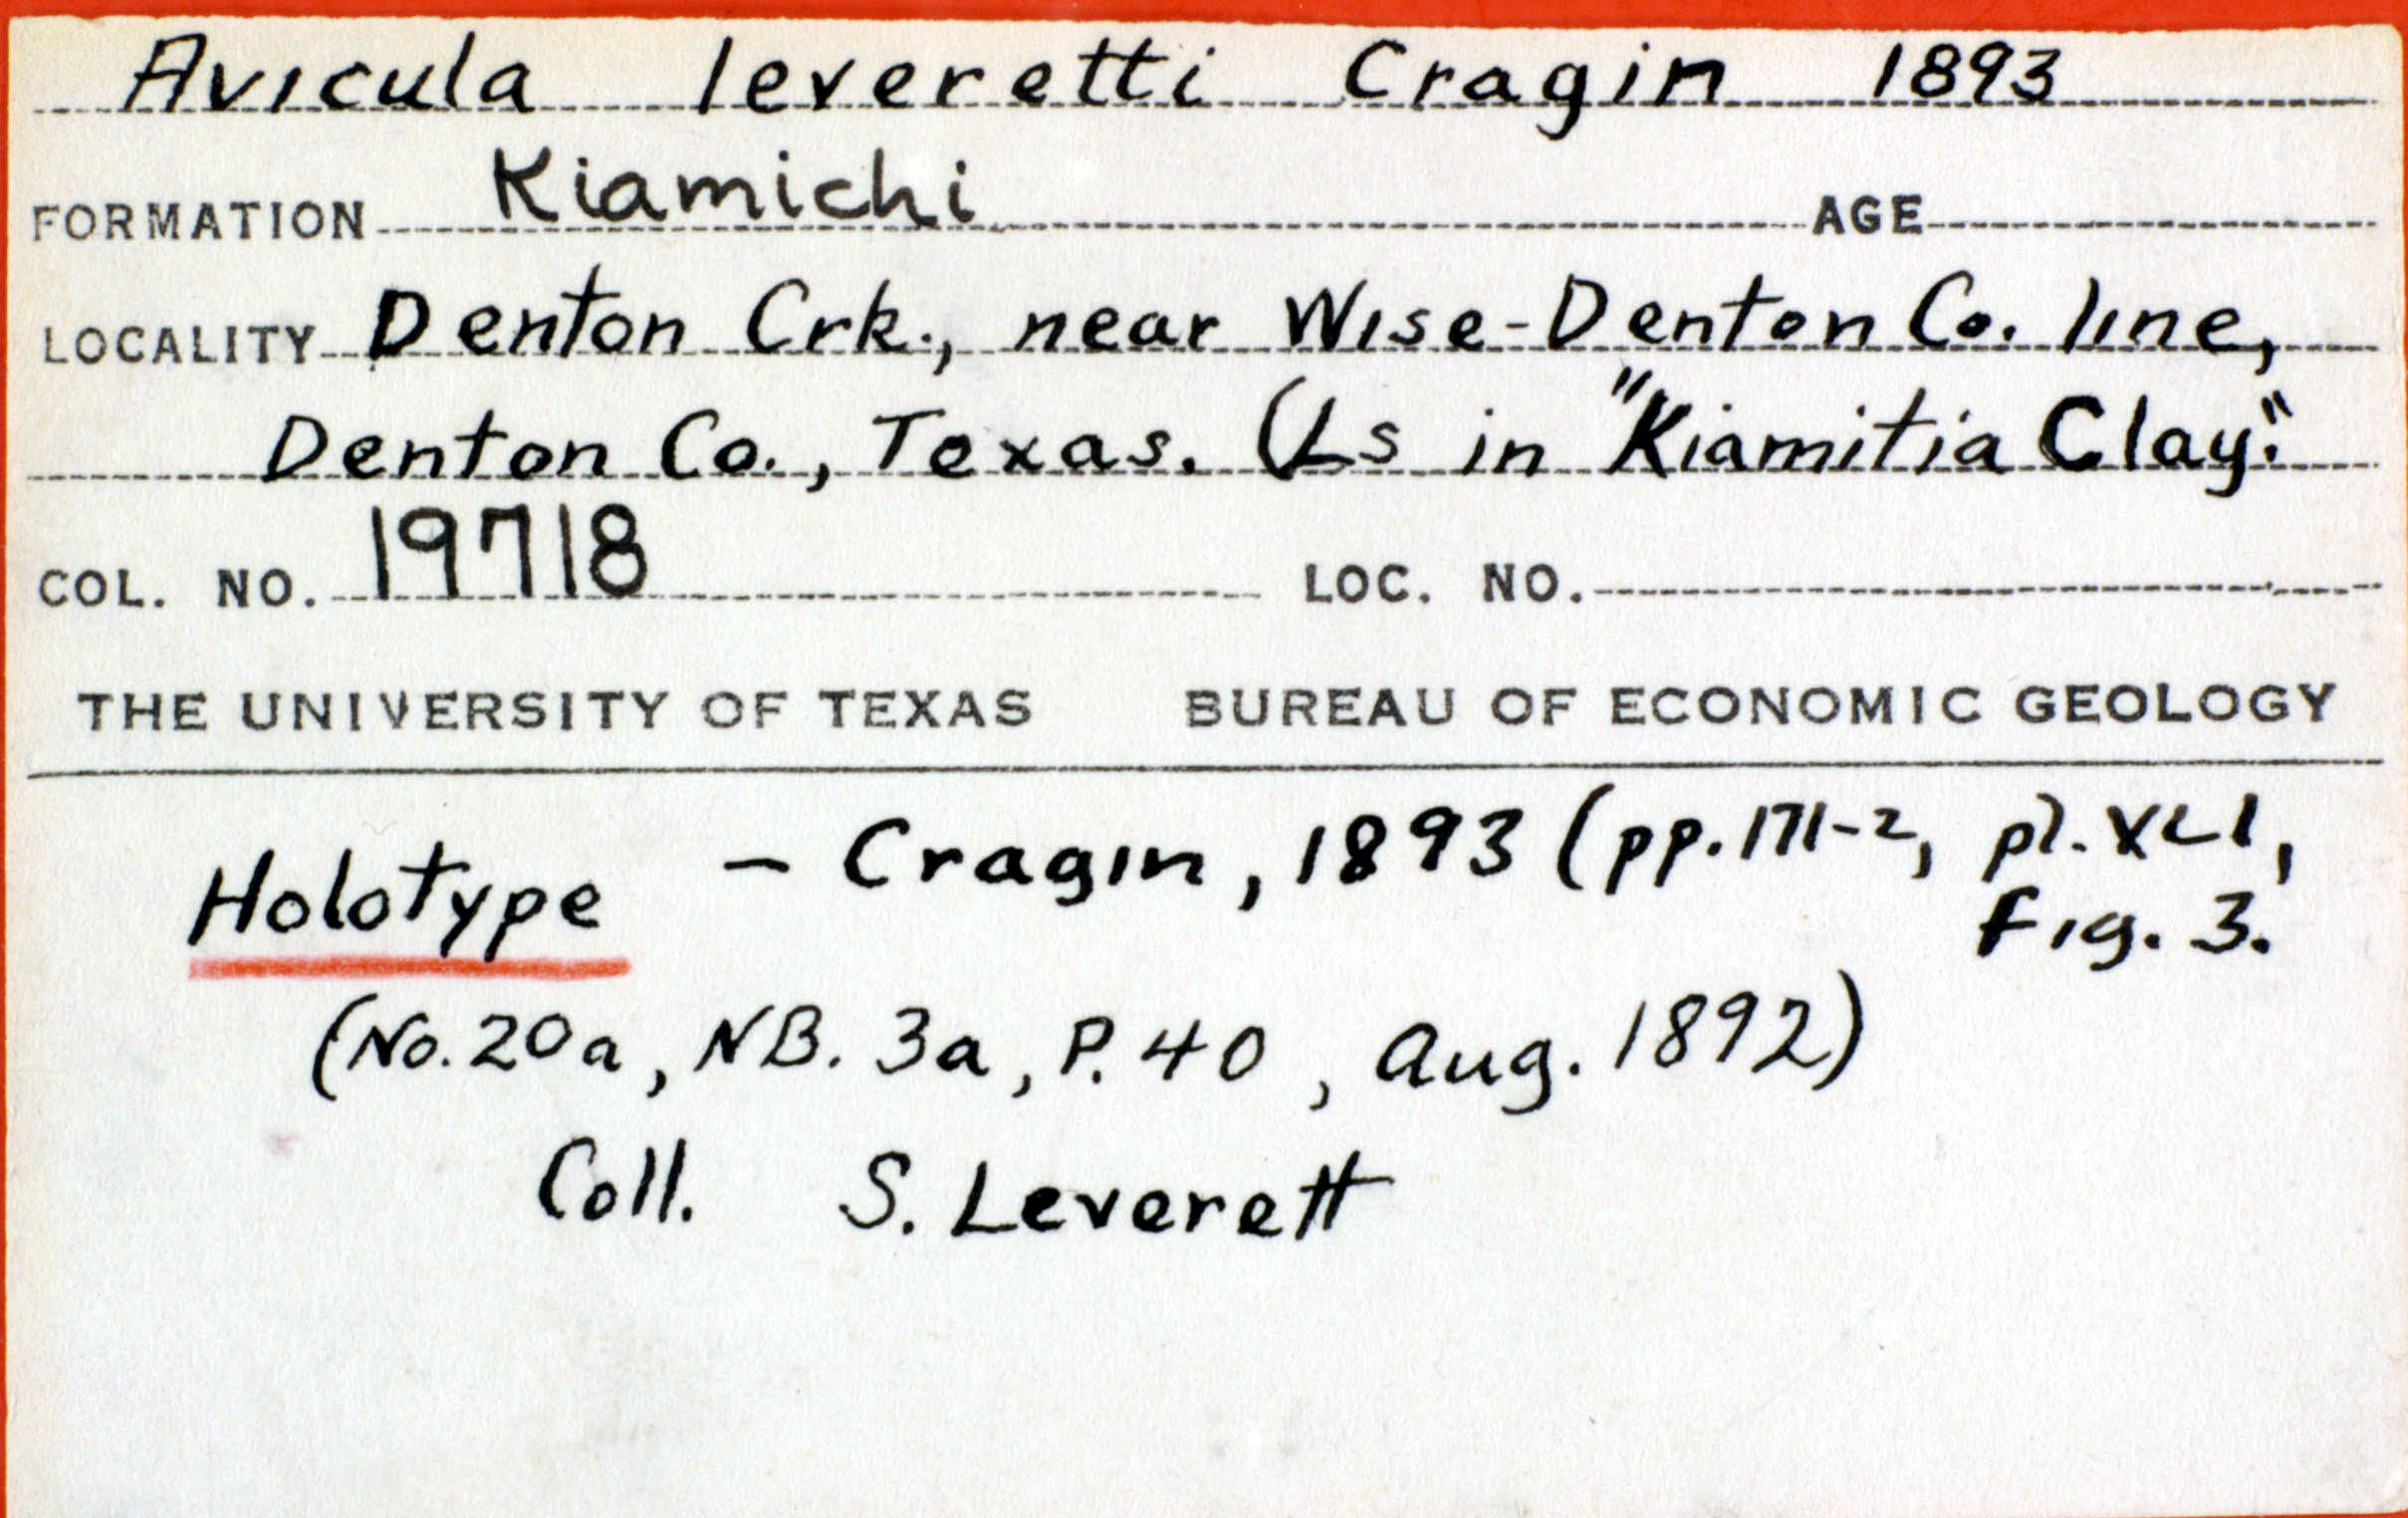 Avicula leveretti Cragin 1893
FORMATION Kiamichi AGE
LOCALITY Denton Crk., near Wise-Denton Co. line,
Denton Co., Texas. (Ls in "Kiamitia Clay."
COL. NO. 19718 LOC. NO.
THE UNIVERSITY OF TEXAS BUREAU OF ECONOMIC GEOLOGY
Holotype - Cragin, 1893 (pp. 171-2, pl. XLI,
Fig. 3.
(No. 20a, NB. 3a, P. 40, Aug. 1892)
Coll. S. Leverett